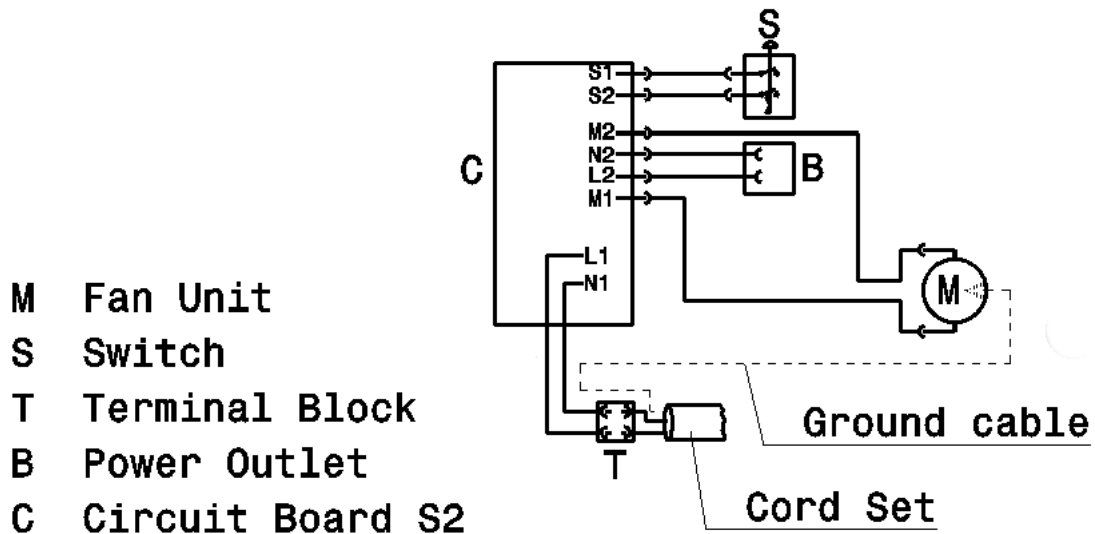 S
S1
S2
M2
N2
L2
M1
C
B
L1
N1
M
M Fan Unit
S Switch
T Terminal Block
B Power Outlet
C Circuit Board S2
T
Ground cable
Cord Set